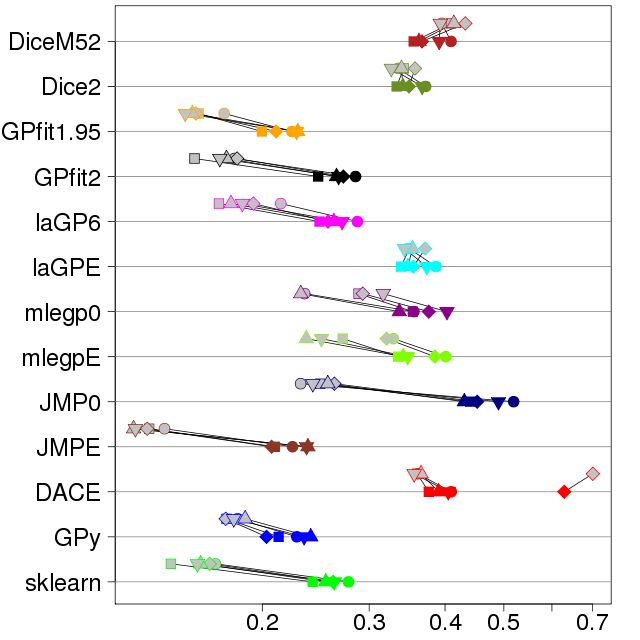 DiceM52
Dice2
GPfit1.95
GPfit2
laGP6
laGPE
mlegp0
mlegpE
JMP0
JMPE
DACE
GPy
sklearn
0.2 0.3 0.4 0.5 0.7